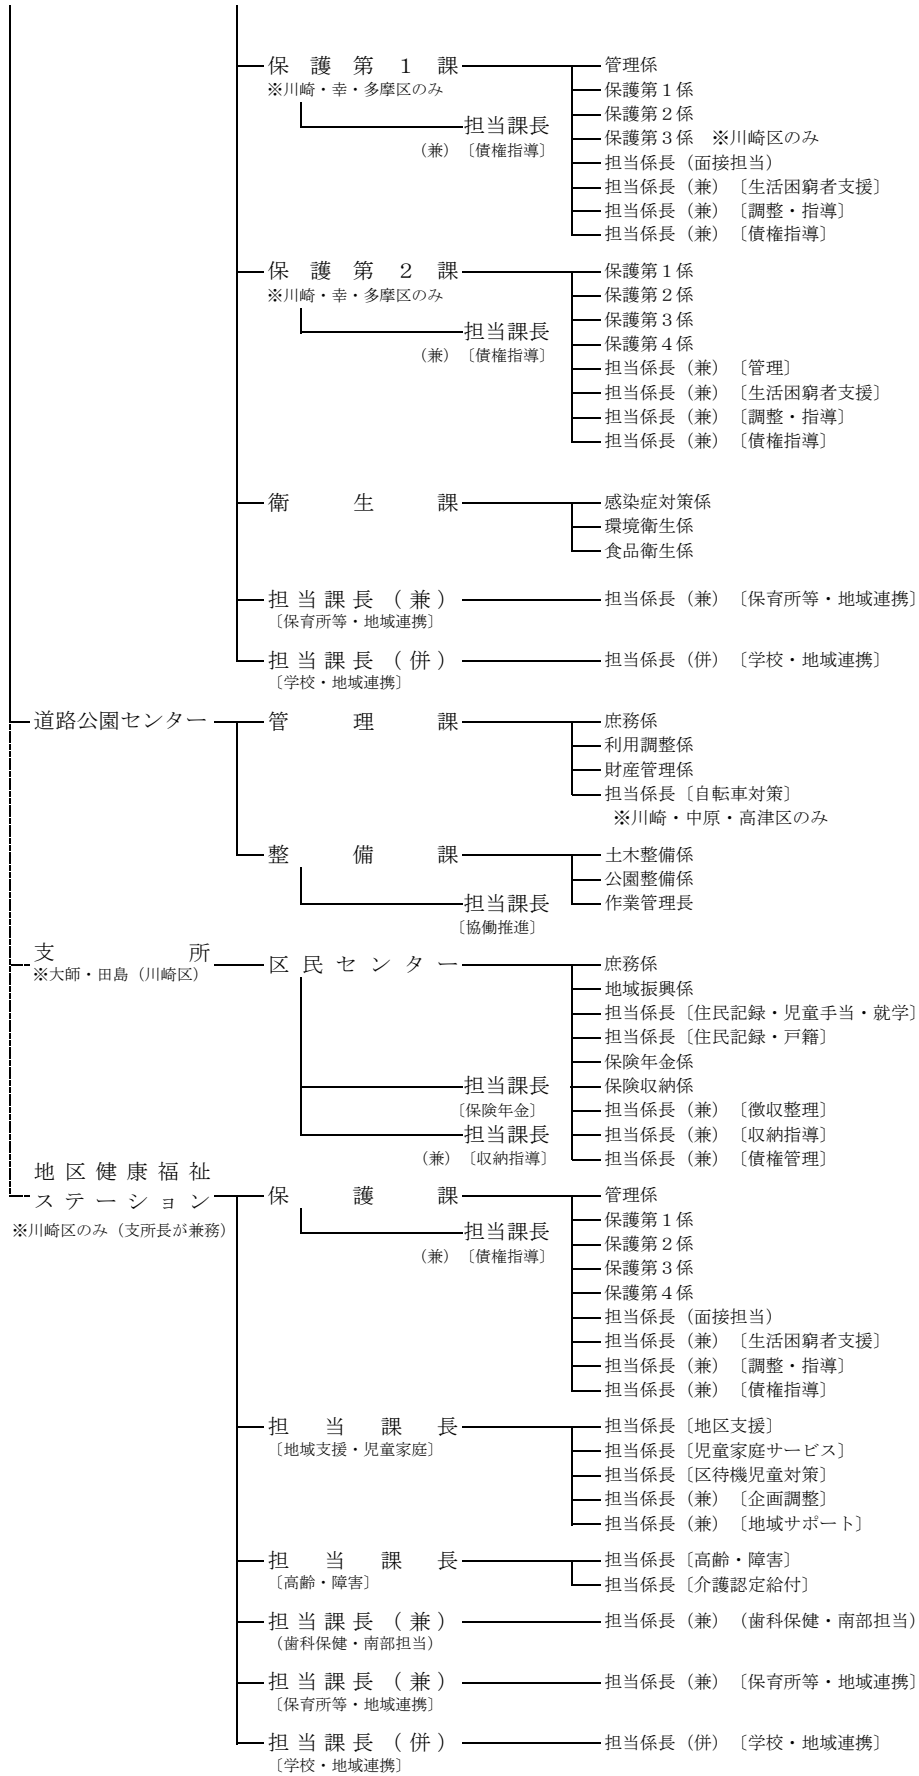 保護第１課
※川崎・幸・多摩区のみ
担当課長
（兼）〔債権指導〕
管理係
保護第１係
保護第２係
保護第３係　※川崎区のみ
担当係長（面接担当）
担当係長（兼）〔生活困窮者支援〕
担当係長（兼）〔調整・指導〕
担当係長（兼）〔債権指導〕
保護第２課
※川崎・幸・多摩区のみ
担当課長
（兼）〔債権指導〕
保護第１係
保護第２係
保護第３係
保護第４係
担当係長（兼）〔管理〕
担当係長（兼）〔生活困窮者支援〕
担当係長（兼）〔調整・指導〕
担当係長（兼）〔債権指導〕
衛生課
感染症対策係
環境衛生係
食品衛生係
担当課長（兼）
〔保育所等・地域連携〕
担当係長（兼）〔保育所等・地域連携〕
担当課長（併）
〔学校・地域連携〕
担当係長（併）〔学校・地域連携〕
道路公園センター
管理課
庶務係
利用調整係
財産管理係
担当係長〔自転車対策〕
※川崎・中原・高津区のみ
整備課
担当課長
〔協働推進〕
土木整備係
公園整備係
作業管理長
支所
※大師・田島（川崎区）
区民センター
担当課長
〔保険年金〕
担当課長
（兼）〔収納指導〕
庶務係
地域振興係
担当係長〔住民記録・児童手当・就学〕
担当係長〔住民記録・戸籍〕
保険年金係
保険収納係
担当係長（兼）〔徴収整理〕
担当係長（兼）〔収納指導〕
担当係長（兼）〔債権管理〕
地区健康福祉
ステーション
※川崎区のみ（支所長が兼務）
保護課
担当課長
（兼）〔債権指導〕
管理係
保護第１係
保護第２係
保護第３係
保護第４係
担当係長（面接担当）
担当係長（兼）〔生活困窮者支援〕
担当係長（兼）〔調整・指導〕
担当係長（兼）〔債権指導〕
担当課長
〔地域支援・児童家庭〕
担当係長〔地区支援〕
担当係長〔児童家庭サービス〕
担当係長〔区待機児童対策〕
担当係長（兼）〔企画調整〕
担当係長（兼）〔地域サポート〕
担当課長
〔高齢・障害〕
担当係長〔高齢・障害〕
担当係長〔介護認定給付〕
担当課長（兼）
（歯科保健・南部担当）
担当係長（兼）（歯科保健・南部担当）
担当課長（兼）
〔保育所等・地域連携〕
担当係長（兼）〔保育所等・地域連携〕
担当課長（併）
〔学校・地域連携〕
担当係長（併）〔学校・地域連携〕